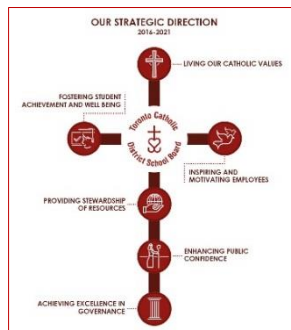 OUR STRATEGIC DIRECTION
2016-2021
LIVING OUR CATHOLIC VALUES
FOSTERING STUDENT
ACHIEVEMENT AND WELL BEING
Toronto Catholic
District School Board
INSPIRING AND
MOTIVATING EMPLOYEES
PROVIDING STEWARDSHIP
OF RESOURCES
ENHANCING PUBLIC
CONFIDENCE
ACHIEVING EXCELLENCE IN
GOVERNANCE